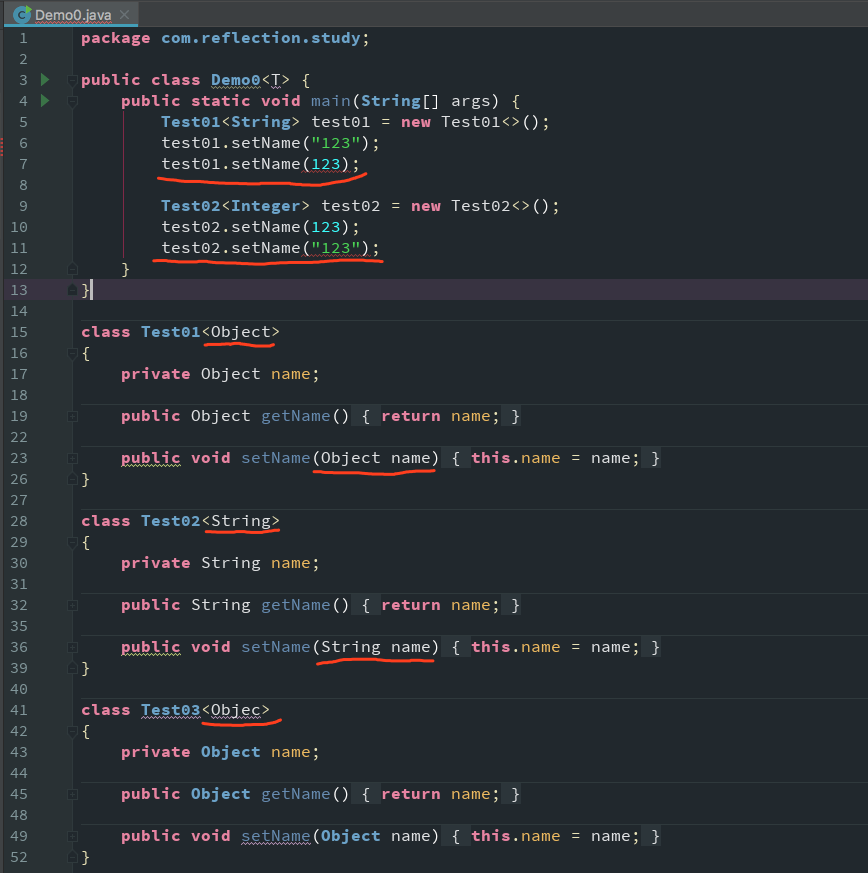 Demo0.java
1 package com.reflection.study;
2
3 public class Demo0<T> {
4 public static void main(String[] args) {
5 Test01<String> test01 = new Test01<>();
6 test01.setName("123");
7 test01.setName(123);
8
9 Test02<Integer> test02 = new Test02<>();
10 test02.setName(123);
11 test02.setName("123");
12 }
13 }
14
15 class Test01<Object>
16 {
17 private Object name;
18
19 public Object getName() { return name; }
22
23 public void setName(Object name) { this.name = name; }
26 }
27
28 class Test02<String>
29 {
30 private String name;
31
32 public String getName() { return name; }
35
36 public void setName(String name) { this.name = name; }
39 }
40
41 class Test03<Objec>
42 {
43 private Object name;
44
45 public Object getName() { return name; }
48
49 public void setName(Object name) { this.name = name; }
52 }